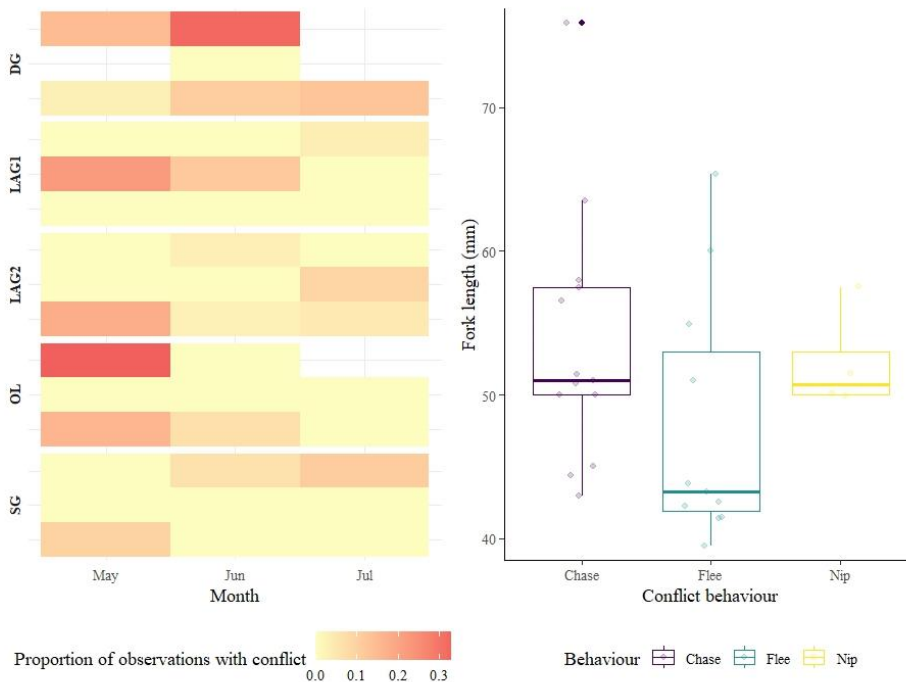 DG
LAG1
LAG2
OL
SG
May Jun Jul
Month
Proportion of observations with conflict
0.0 0.1 0.2 0.3
Fork length (mm)
70
60
50
40
Chase Flee Nip
Conflict behaviour
Behaviour Chase Flee Nip